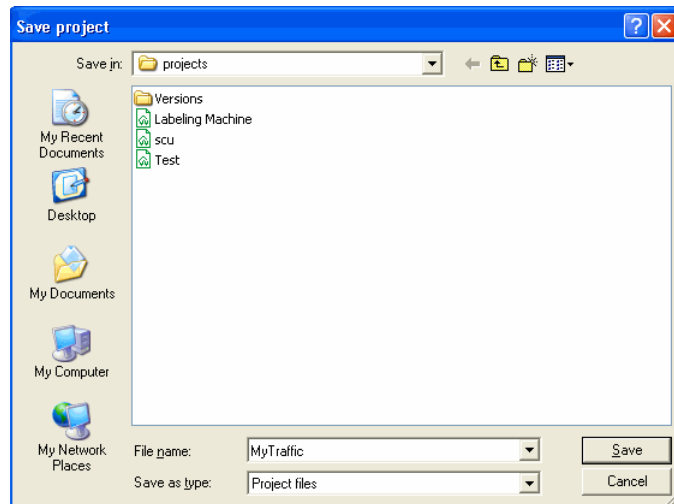 Save project
Save in: projects
Versions
Labeling Machine
scu
Test
My Recent
Documents
Desktop
My Documents
My Computer
My Network
Places
File name: MyTraffic Save
Save as type: Project files Cancel